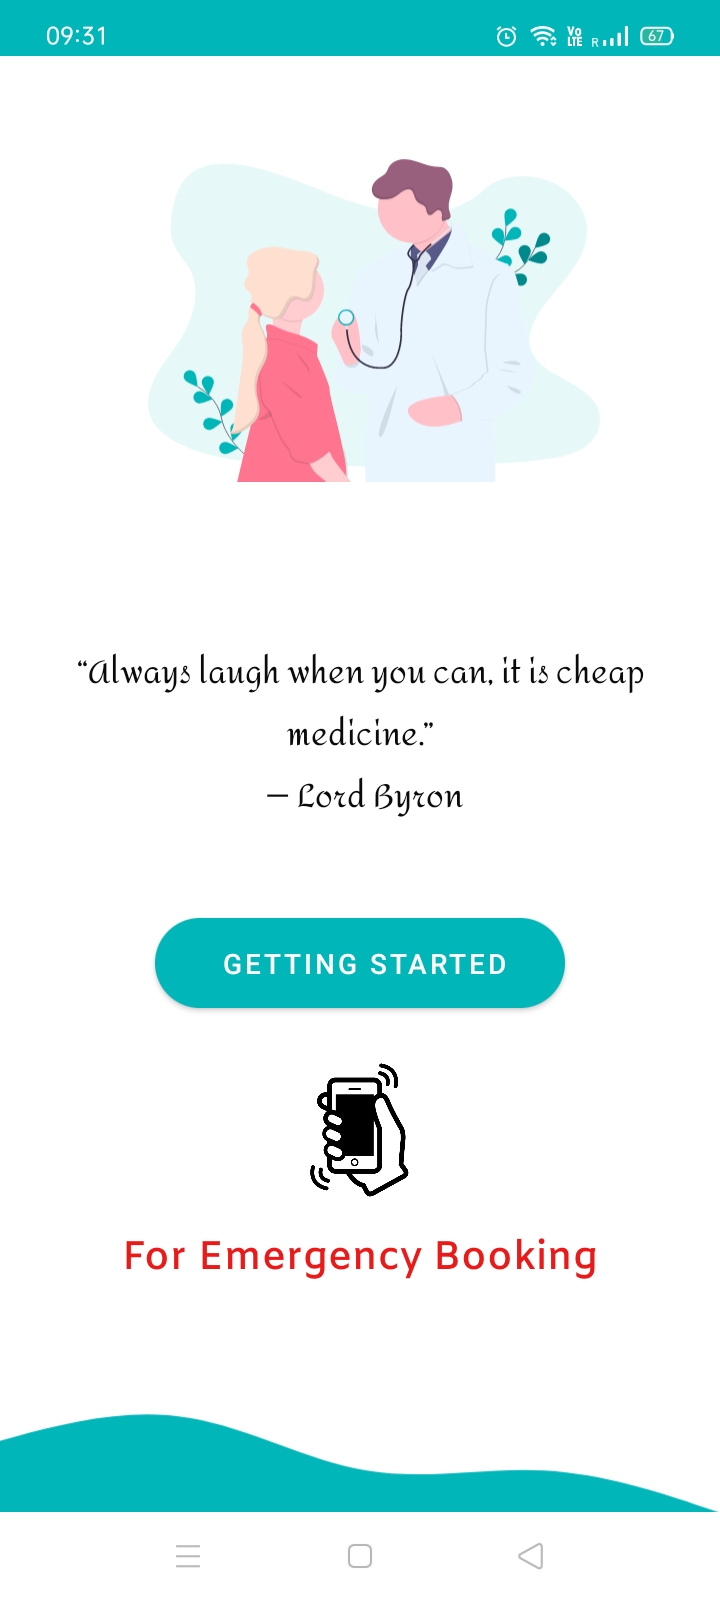 09:31
Vo
LTE
R
67
“Always laugh when you can, it is cheap
medicine.”
— Lord Byron
GETTING STARTED
For Emergency Booking